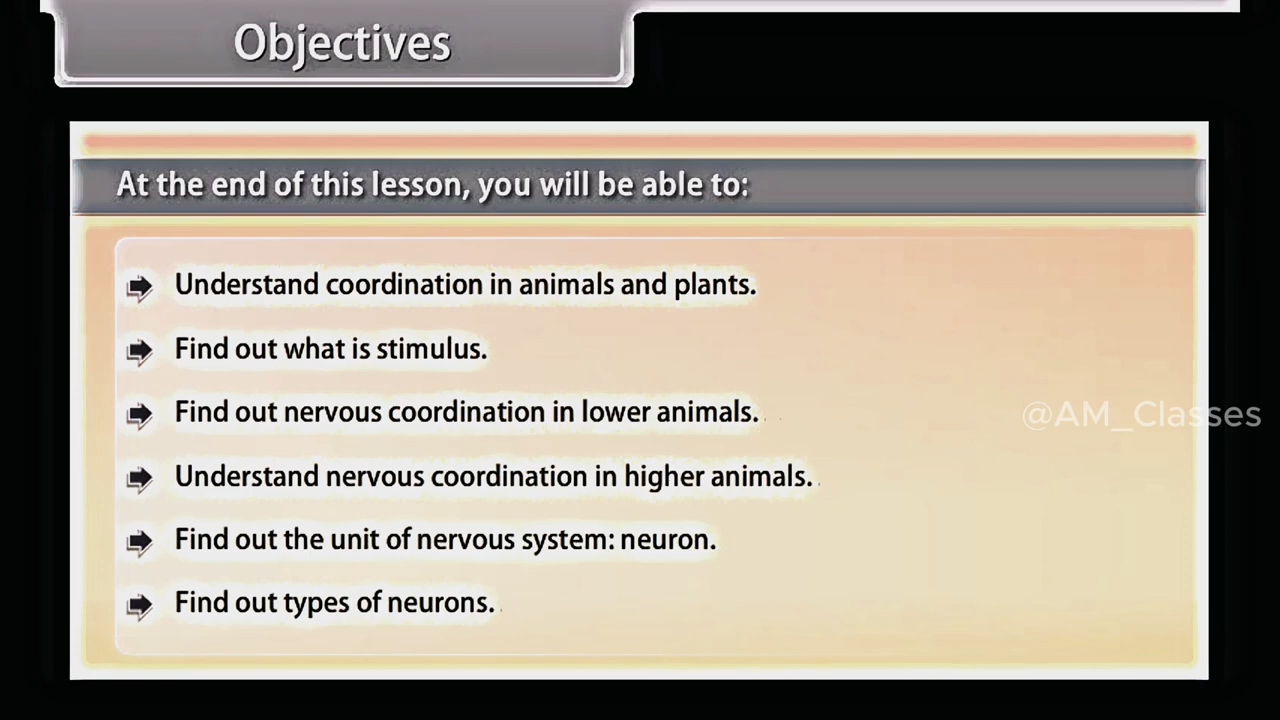 Objectives
At the end of this lesson, you will be able to:
Understand coordination in animals and plants.
Find out what is stimulus.
Find out nervous coordination in lower animals.
@AM_Classes
Understand nervous coordination in higher animals.
Find out the unit of nervous system: neuron.
Find out types of neurons.